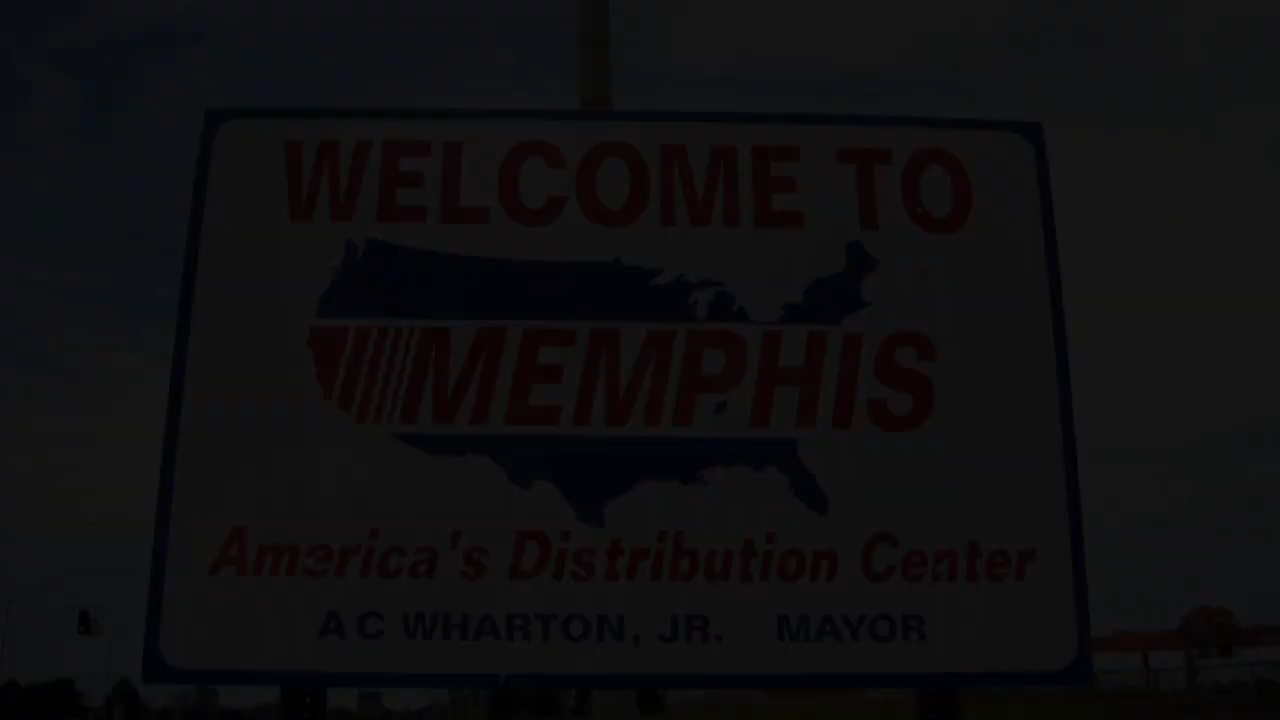 WELCOME TO
MEMPHIS
America's Distribution Center
A C WHARTON, JR. MAYOR